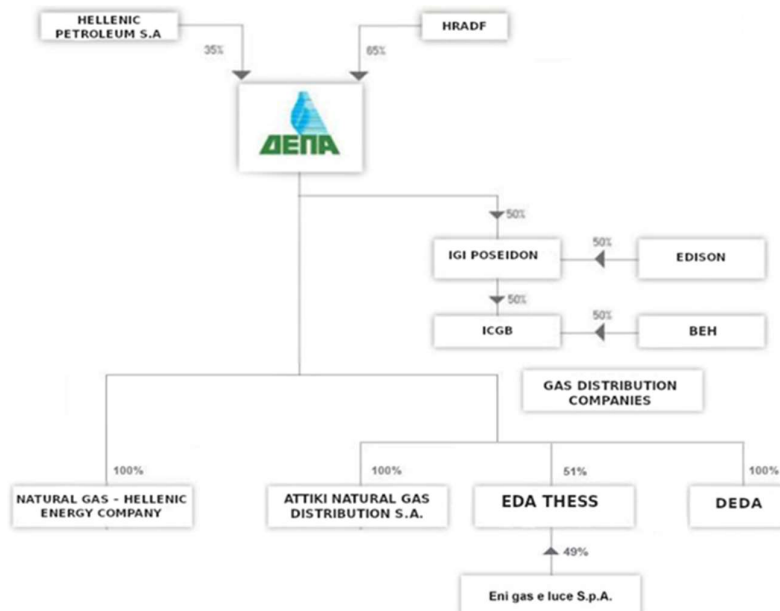 HELLENIC
PETROLEUM S.A
HRADF
35%
65%
ΔΕΠΑ
50%
IGI POSEIDON
50%
EDISON
50%
ICGB
50%
BEH
GAS DISTRIBUTION
COMPANIES
100%
100%
51%
100%
NATURAL GAS – HELLENIC
ENERGY COMPANY
ATTIKI NATURAL GAS
DISTRIBUTION S.A.
EDA THESS
DEDA
49%
Eni gas e luce S.p.A.